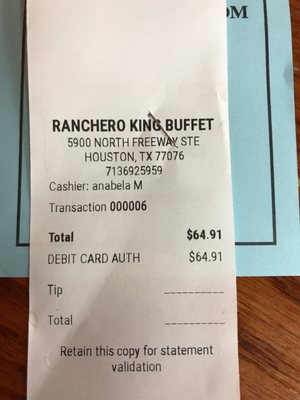 OM
RANCHERO KING BUFFET
5900 NORTH FREEWAY STE
HOUSTON, TX 77076
7136925959
Cashier: anabela M
Transaction 000006
Total $64.91
DEBIT CARD AUTH $64.91
Tip
Total
Retain this copy for statement
validation